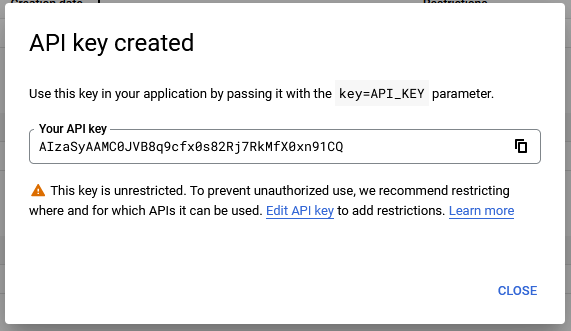 Creation date
Restrictions
API key created
Use this key in your application by passing it with the key=API_KEY parameter.
Your API key
AIzaSyAAMC0JVB8q9cfx0s82Rj7RkMfX0xn91CQ
This key is unrestricted. To prevent unauthorized use, we recommend restricting
where and for which APIs it can be used. Edit API key to add restrictions. Learn more
CLOSE